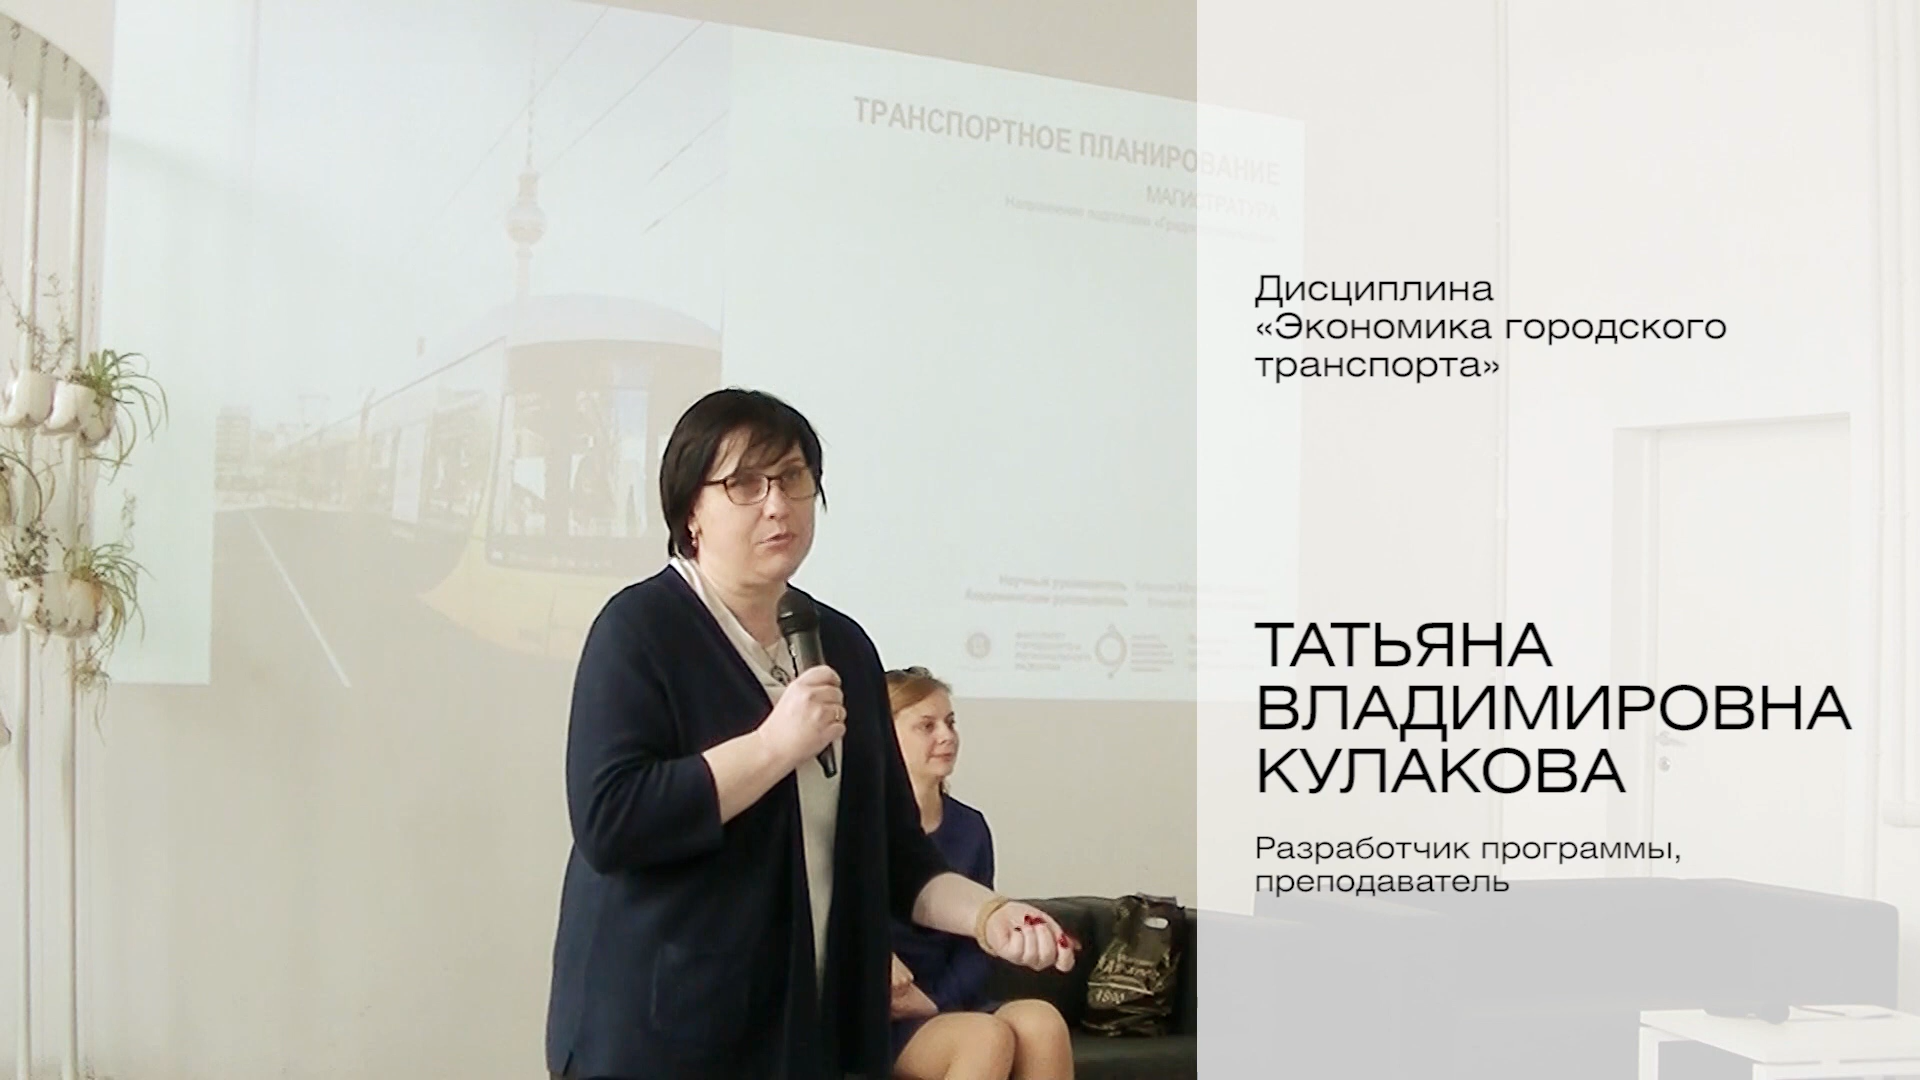 ТРАНСПОРТНОЕ ПЛАНИРОВАНИЕ
МАГИСТРАТУРА
Дисциплина
«Экономика городского
транспорта»
ТАТЬЯНА
ВЛАДИМИРОВНА
КУЛАКОВА
Разработчик программы,
преподаватель